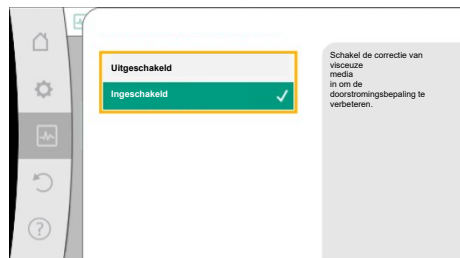 Uitgeschakeld
Ingeschakeld
Schakel de correctie van
visceuze
media
in om de
doorstromingsbepaling te
verbeteren.